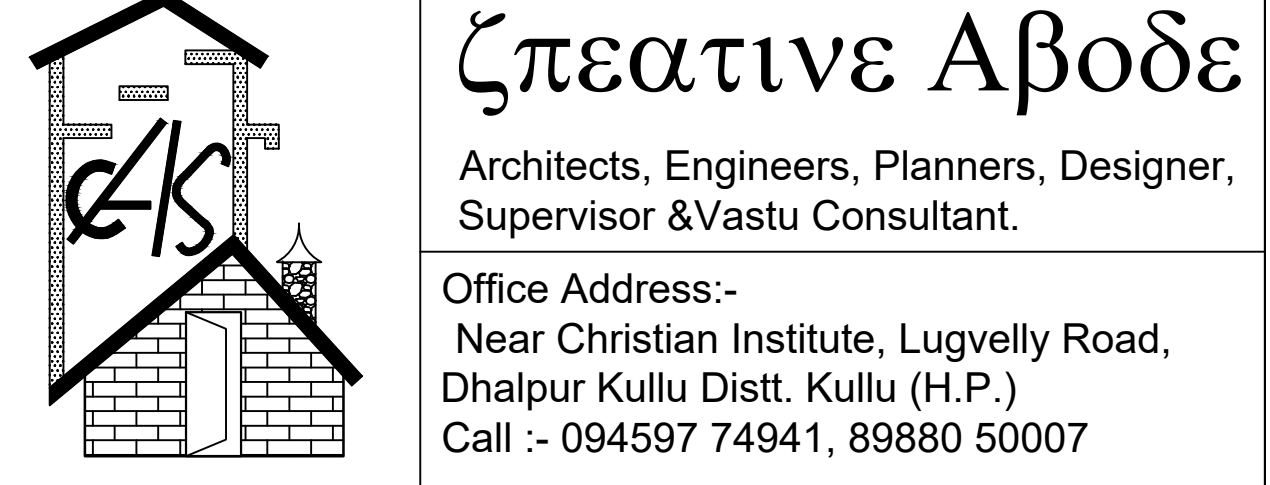 CAS
ζπεατινε Αβοδε
Architects, Engineers, Planners, Designer,
Supervisor &Vastu Consultant.
Office Address:-
Near Christian Institute, Lugvelly Road,
Dhalpur Kullu Distt. Kullu (H.P.)
Call :- 094597 74941, 89880 50007